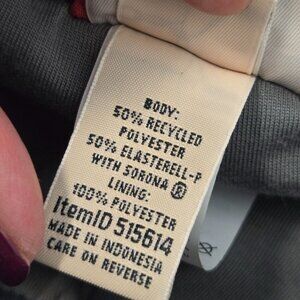 BODY:
50% RECYCLED
POLYESTER
50% ELASTERELL-P
WITH SORONA ®
LINING:
100% POLYESTER
ItemID 515614
MADE IN INDONESIA
CARE ON REVERSE